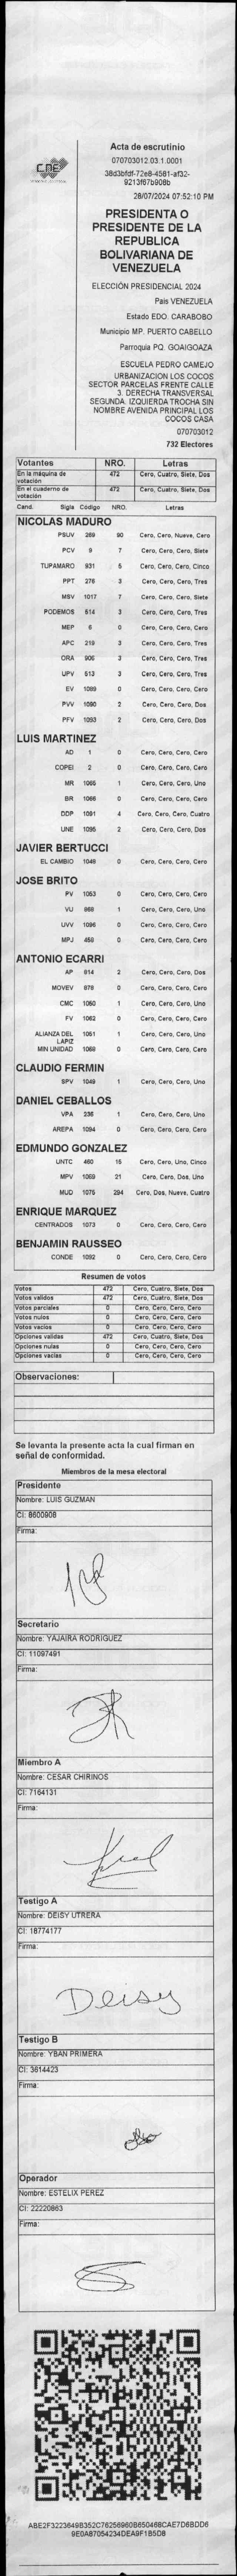 CNE
Acta de escrutinio
070703012.03.1.0001
38d3bfdf-72e8-4581-af32-
9213f67b908b
28/07/2024 07:52:10 PM
PRESIDENTA O
PRESIDENTE DE LA
REPUBLICA
BOLIVARIANA DE
VENEZUELA
ELECCIÓN PRESIDENCIAL 2024
Pais VENEZUELA
Estado EDO. CARABOBO
Municipio MP. PUERTO CABELLO
Parroquia PQ. GOAIGOAZA
ESCUELA PEDRO CAMEJO
URBANIZACION LOS COCOS
SECTOR PARCELAS FRENTE CALLE
3. DERECHA TRANSVERSAL
SEGUNDA IZQUIERDA TROCHA SIN
NOMBRE AVENIDA PRINCIPAL LOS
COCOS CASA
070703012
732 Electores
Votantes NRO. Letras
En la máquina de votación 472 Cero, Cuatro, Siete, Dos
En el cuaderno de votación 472 Cero, Cuatro, Siete, Dos
Cand. Sigla Código NRO. Letras
NICOLAS MADURO
PSUV 269 90 Cero, Cero, Nueve, Cero
PCV 9 7 Cero, Cero, Cero, Siete
TUPAMARO 931 5 Cero, Cero, Cero, Cinco
PPT 276 3 Cero, Cero, Cero, Tres
MSV 1017 7 Cero, Cero, Cero, Siete
PODEMOS 514 3 Cero, Cero, Cero, Tres
MEP 6 0 Cero, Cero, Cero, Cero
APC 219 3 Cero, Cero, Cero, Tres
ORA 906 3 Cero, Cero, Cero, Tres
UPV 513 3 Cero, Cero, Cero, Tres
EV 1089 0 Cero, Cero, Cero, Cero
PVV 1090 2 Cero, Cero, Cero, Dos
PFV 1093 2 Cero, Cero, Cero, Dos
LUIS MARTINEZ
AD 1 0 Cero, Cero, Cero, Cero
COPEI 2 0 Cero, Cero, Cero, Cero
MR 1065 1 Cero, Cero, Cero, Uno
BR 1066 0 Cero, Cero, Cero, Cero
DDP 1091 4 Cero, Cero, Cero, Cuatro
UNE 1095 2 Cero, Cero, Cero, Dos
JAVIER BERTUCCI
EL CAMBIO 1048 0 Cero, Cero, Cero, Cero
JOSE BRITO
PV 1053 0 Cero, Cero, Cero, Cero
VU 868 1 Cero, Cero, Cero, Uno
UVV 1096 0 Cero, Cero, Cero, Cero
MPJ 458 0 Cero, Cero, Cero, Cero
ANTONIO ECARRI
AP 814 2 Cero, Cero, Cero, Dos
MOVEV 878 0 Cero, Cero, Cero, Cero
CMC 1050 1 Cero, Cero, Cero, Uno
FV 1062 0 Cero, Cero, Cero, Cero
ALIANZA DEL LAPIZ 1051 1 Cero, Cero, Cero, Uno
MIN UNIDAD 1068 0 Cero, Cero, Cero, Cero
CLAUDIO FERMIN
SPV 1049 1 Cero, Cero, Cero, Uno
DANIEL CEBALLOS
VPA 236 1 Cero, Cero, Cero, Uno
AREPA 1094 0 Cero, Cero, Cero, Cero
EDMUNDO GONZALEZ
UNTC 460 15 Cero, Cero, Uno, Cinco
MPV 1069 21 Cero, Cero, Dos, Uno
MUD 1075 294 Cero, Dos, Nueve, Cuatro
ENRIQUE MARQUEZ
CENTRADOS 1073 0 Cero, Cero, Cero, Cero
BENJAMIN RAUSSEO
CONDE 1092 0 Cero, Cero, Cero, Cero
Resumen de votos
Votos 472 Cero, Cuatro, Siete, Dos
Votos validos 472 Cero, Cuatro, Siete, Dos
Votos parciales 0 Cero, Cero, Cero, Cero
Votos nulos 0 Cero, Cero, Cero, Cero
Votos vacios 0 Cero, Cero, Cero, Cero
Opciones validas 472 Cero, Cuatro, Siete, Dos
Opciones nulas 0 Cero, Cero, Cero, Cero
Opciones vacias 0 Cero, Cero, Cero, Cero
Observaciones:
Se levanta la presente acta la cual firman en
señal de conformidad.
Miembros de la mesa electoral
Presidente
Nombre: LUIS GUZMAN
CI: 8600908
Firma:
Secretario
Nombre: YAJAIRA RODRIGUEZ
CI: 11097491
Firma:
Miembro A
Nombre: CESAR CHIRINOS
CI: 7164131
Firma:
Testigo A
Nombre: DEISY UTRERA
CI: 18774177
Firma:
Deisy
Testigo B
Nombre: YBAN PRIMERA
CI: 3614423
Firma:
Operador
Nombre: ESTELIX PEREZ
CI: 22220863
Firma:
ABE2F3223649B352C76256960B65046BCAE7D6BDD6
9E0A87054234DEA9F1B5D8